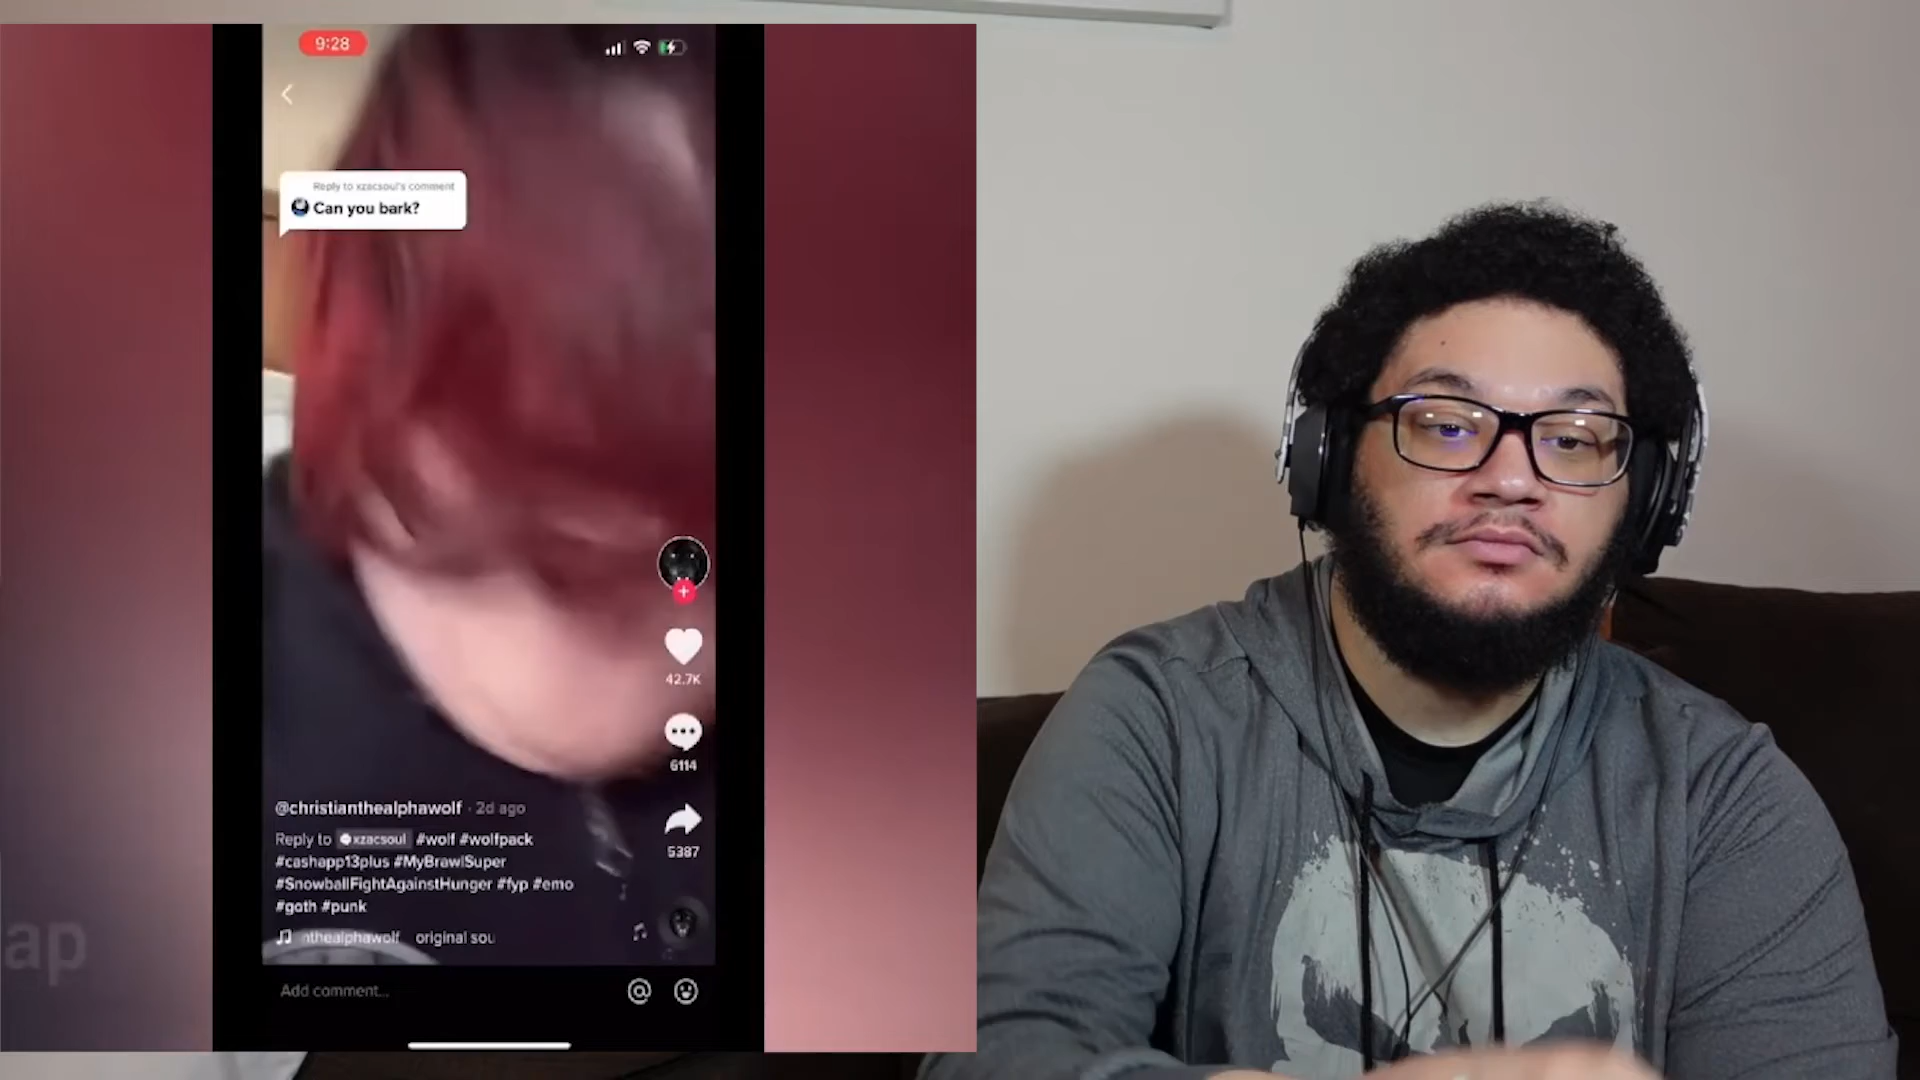 9:28
Reply to xzacsoul's comment
Can you bark?
42.7K
6114
@christianthealphawolf · 2d ago
Reply to xzacsoul #wolf #wolfpack
#cashapp13plus #MyBrawlSuper
#SnowballFightAgainstHunger #fyp #emo
#goth #punk
5387
nthealphawolf original sou
Add comment...
ap